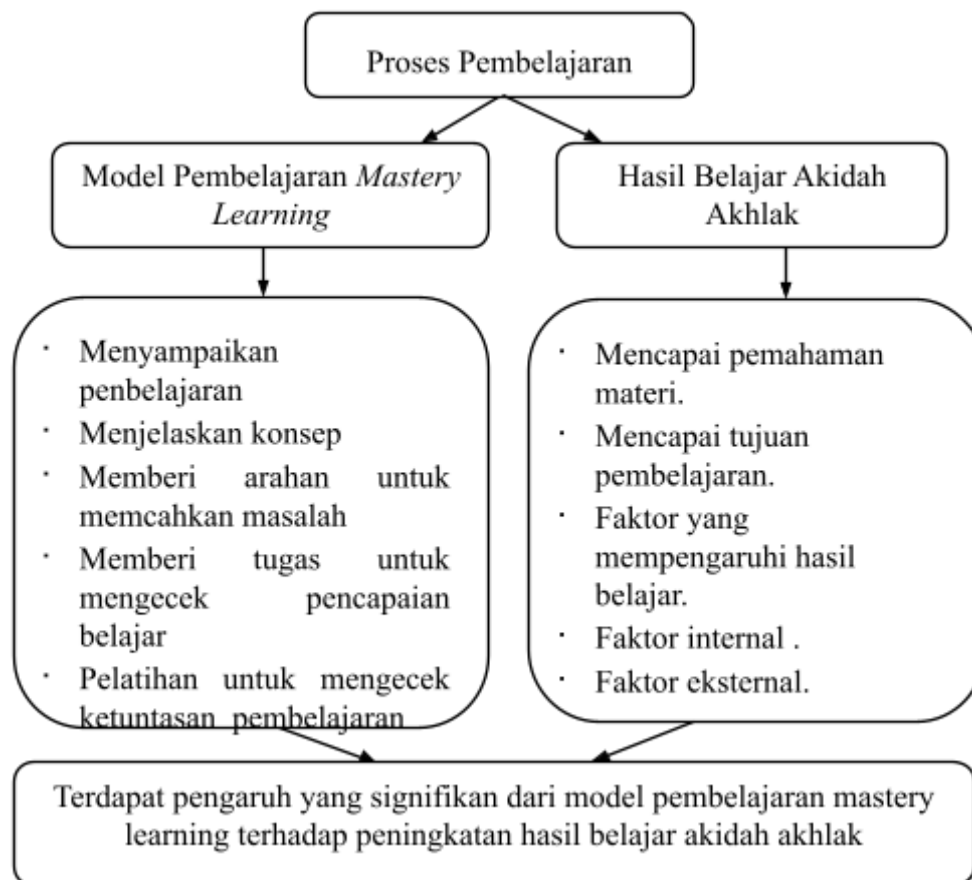 Proses Pembelajaran
Model Pembelajaran Mastery
Learning
Hasil Belajar Akidah
Akhlak
· Menyampaikan
penbelajaran
· Menjelaskan konsep
· Memberi arahan untuk
memcahkan masalah
· Memberi tugas untuk
mengecek pencapaian
belajar
· Pelatihan untuk mengecek
ketuntasan pembelajaran
· Mencapai pemahaman
materi.
· Mencapai tujuan
pembelajaran.
· Faktor yang
mempengaruhi hasil
belajar.
· Faktor internal .
· Faktor eksternal.
Terdapat pengaruh yang signifikan dari model pembelajaran mastery
learning terhadap peningkatan hasil belajar akidah akhlak